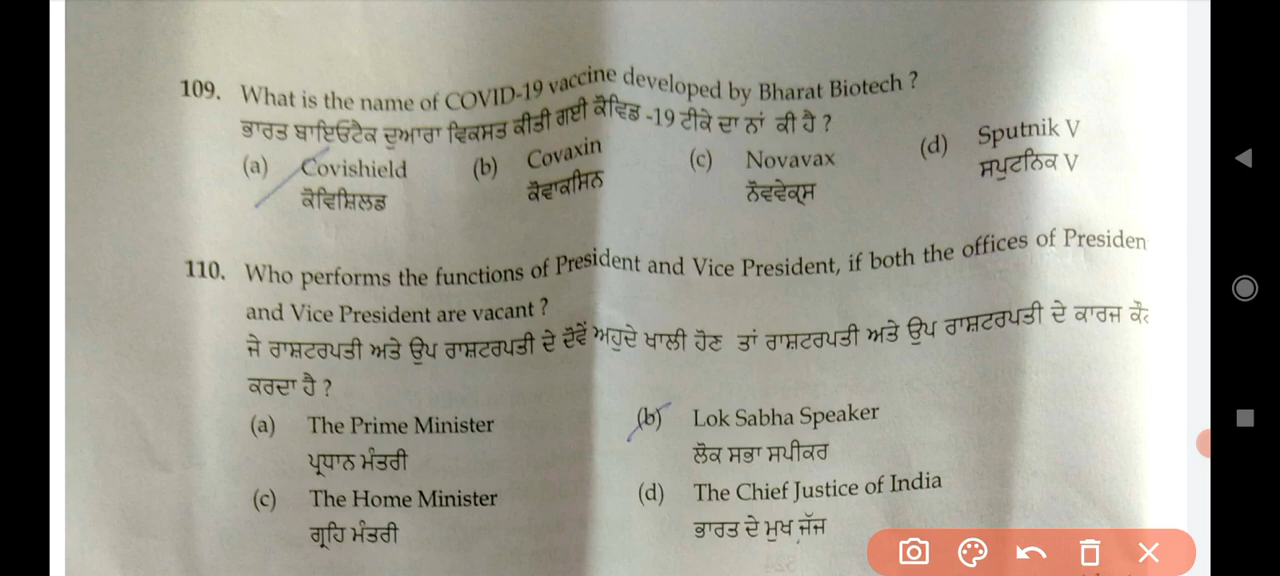 109. What is the name of COVID-19 vaccine developed by Bharat Biotech ?
ਭਾਰਤ ਬਾਇਓਟੈਕ ਦੁਆਰਾ ਵਿਕਸਤ ਕੀਤੀ ਗਈ ਕੋਵਿਡ -19 ਟੀਕੇ ਦਾ ਨਾਂ ਕੀ ਹੈ ?
(a) Covishield (b) Covaxin (c) Novavax (d) Sputnik V
ਕੋਵਿਸ਼ਿਲਡ ਕੋਵਾਕਸਿਨ ਨੋਵਵੇਕ੍ਸ ਸਪੁਟਨਿਕ V
110. Who performs the functions of President and Vice President, if both the offices of Presiden
and Vice President are vacant ?
ਜੇ ਰਾਸ਼ਟਰਪਤੀ ਅਤੇ ਉਪ ਰਾਸ਼ਟਰਪਤੀ ਦੇ ਦੋਵੇਂ ਅਹੁਦੇ ਖਾਲੀ ਹੋਣ ਤਾਂ ਰਾਸ਼ਟਰਪਤੀ ਅਤੇ ਉਪ ਰਾਸ਼ਟਰਪਤੀ ਦੇ ਕਾਰਜ
ਕਰਦਾ ਹੈ ?
(a) The Prime Minister (b) Lok Sabha Speaker
ਪ੍ਰਧਾਨ ਮੰਤਰੀ ਲੋਕ ਸਭਾ ਸਪੀਕਰ
(c) The Home Minister (d) The Chief Justice of India
ਗ੍ਰਹਿ ਮੰਤਰੀ ਭਾਰਤ ਦੇ ਮੁਖ ਜੱਜ